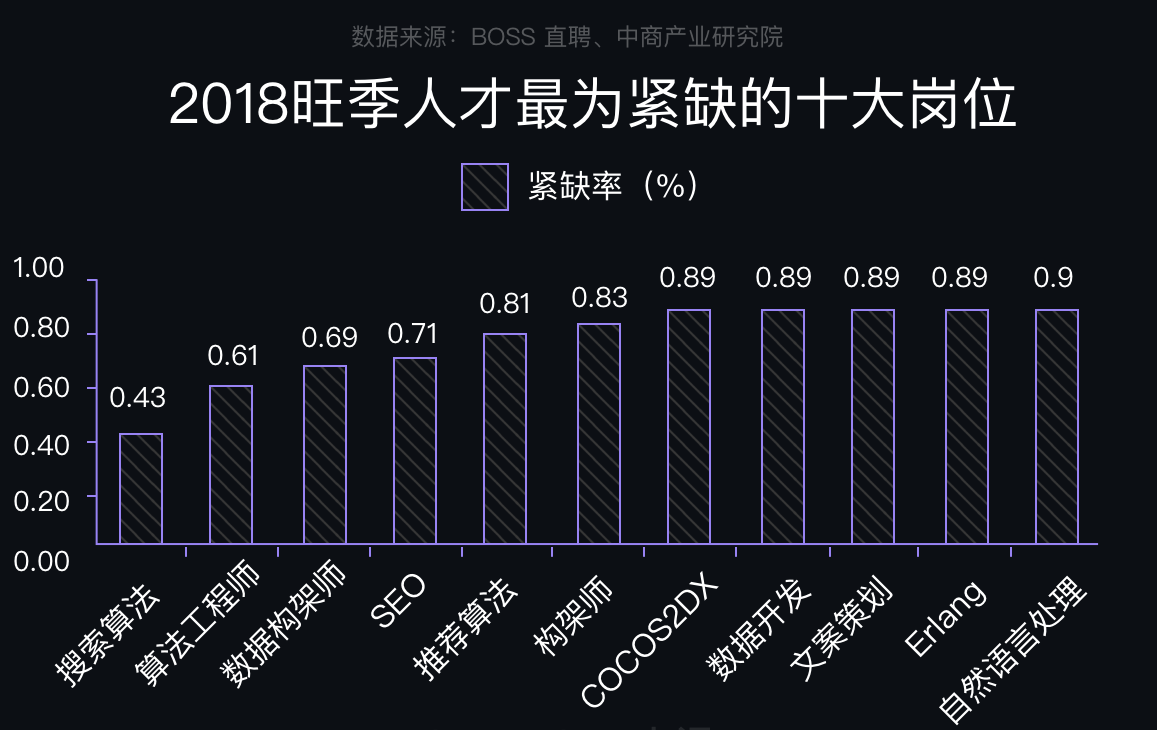 数据来源：BOSS 直聘、中商产业研究院
2018旺季人才最为紧缺的十大岗位
紧缺率（%）
1.00
0.80
0.60
0.40
0.20
0.00
0.43
0.61
0.69
0.71
0.81
0.83
0.89
0.89
0.89
0.89
0.9
搜索算法
算法工程师
数据构架师
SEO
推荐算法
构架师
COCOS2DX
数据开发
文案策划
Erlang
自然语言处理